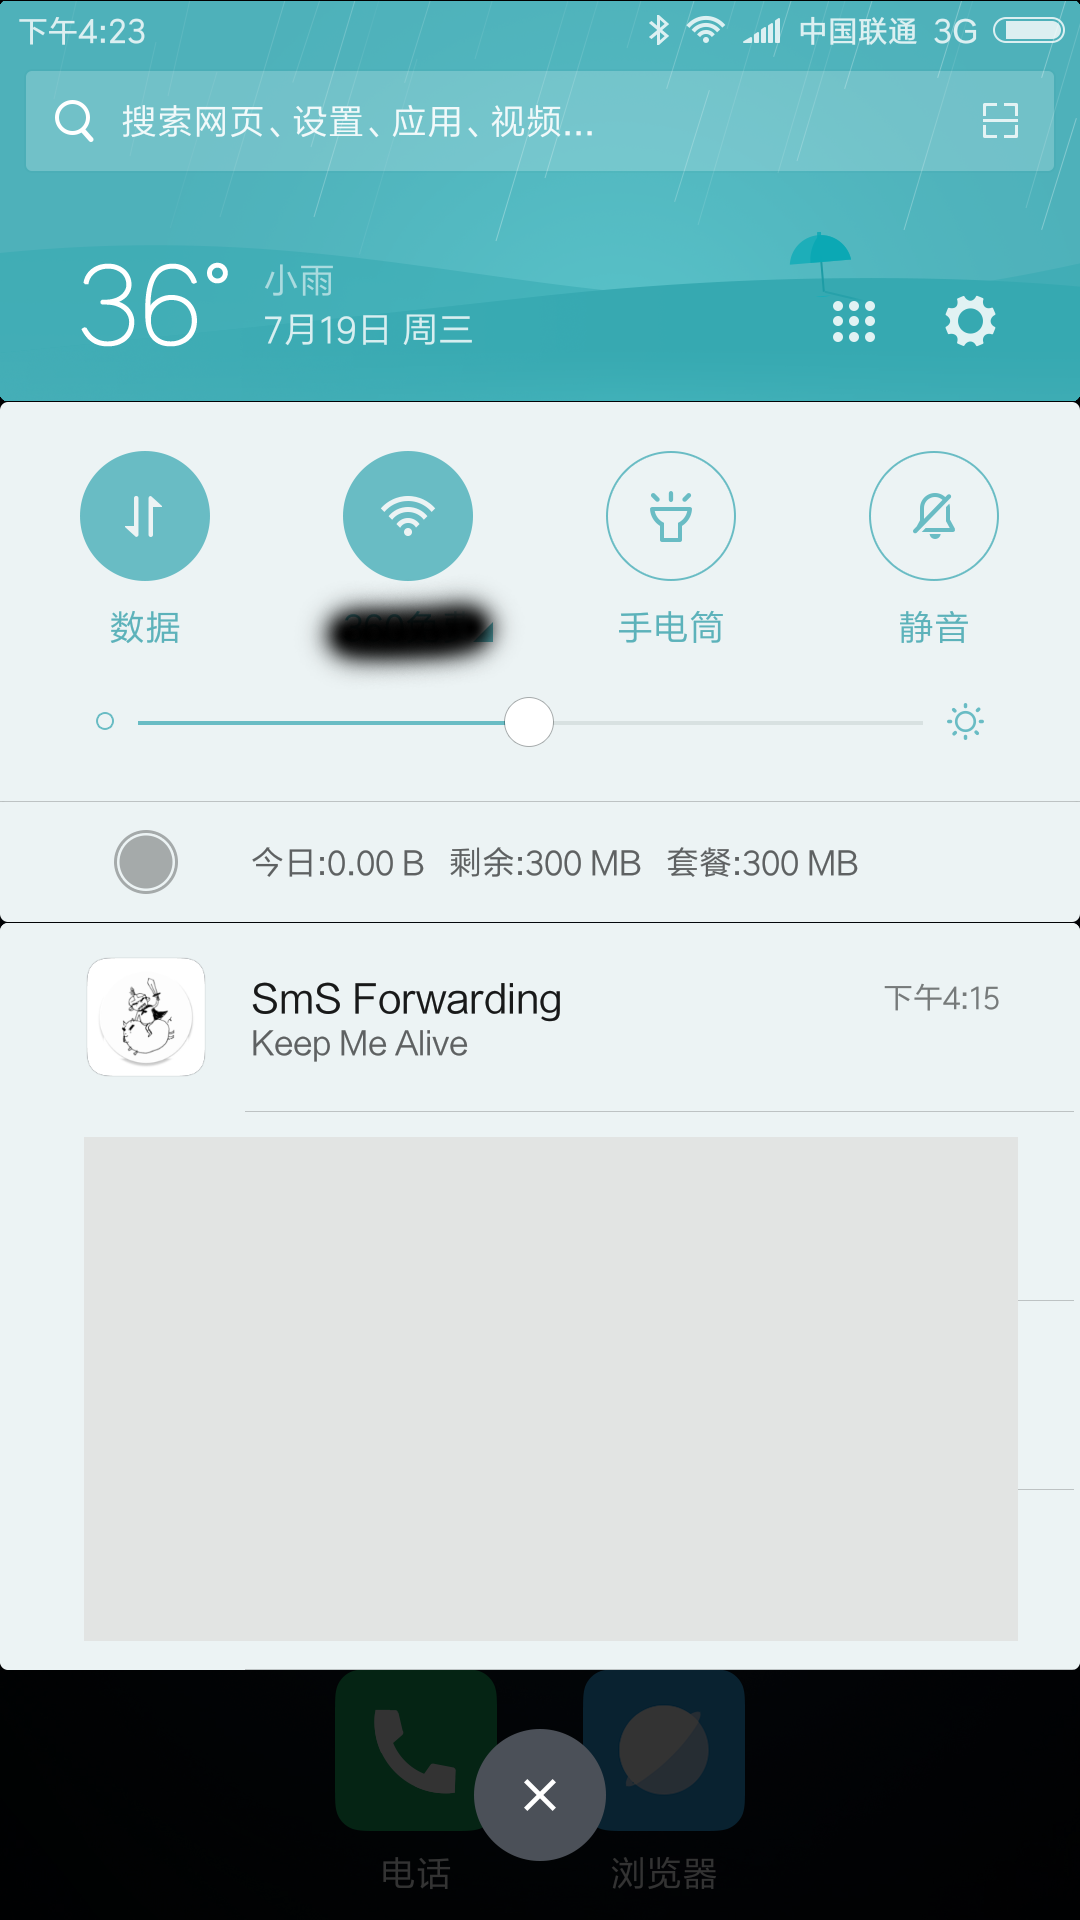 下午4:23 中国联通 3G
搜索网页、设置、应用、视频...
36°
小雨
7月19日 周三
数据 手电筒 静音
今日:0.00 B 剩余:300 MB 套餐:300 MB
SmS Forwarding 下午4:15
Keep Me Alive
电话 浏览器